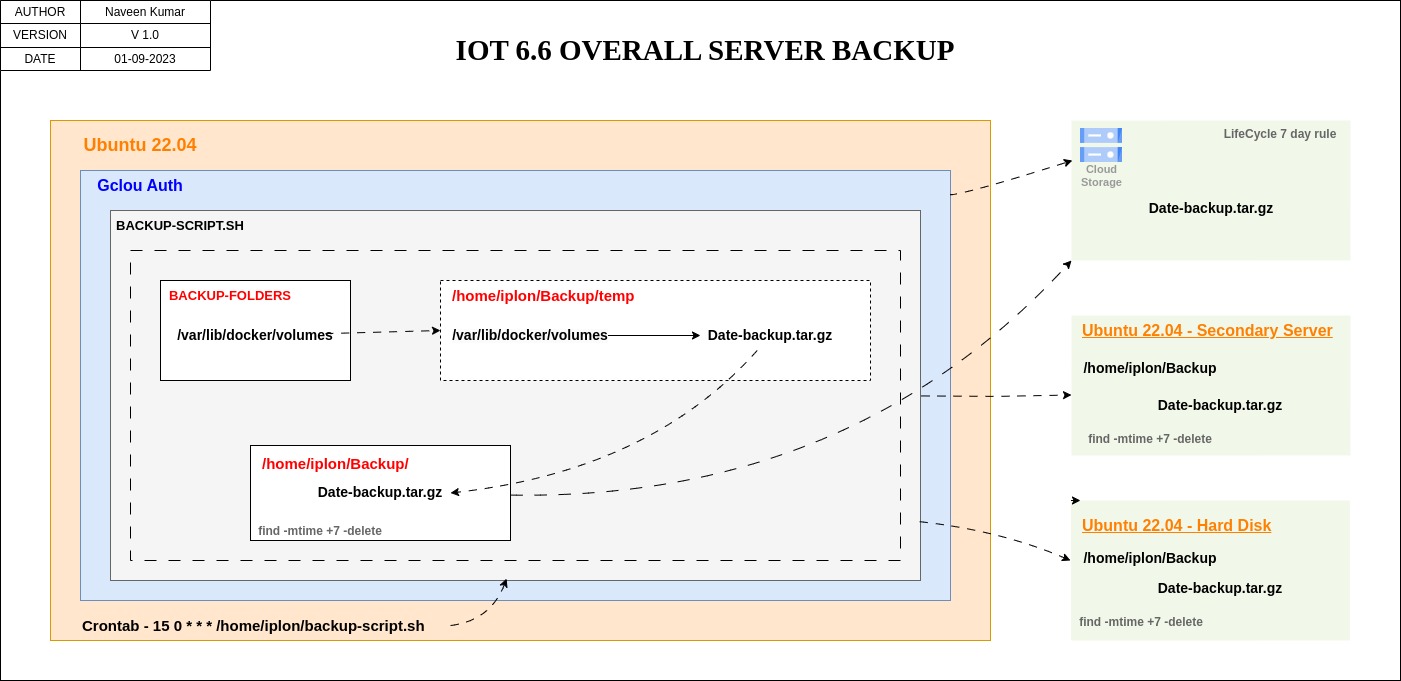 AUTHOR Naveen Kumar
VERSION V 1.0
DATE 01-09-2023
IOT 6.6 OVERALL SERVER BACKUP
Ubuntu 22.04
Gclou Auth
BACKUP-SCRIPT.SH
BACKUP-FOLDERS
/var/lib/docker/volumes
/home/iplon/Backup/temp
/var/lib/docker/volumes
Date-backup.tar.gz
/home/iplon/Backup/
Date-backup.tar.gz
find -mtime +7 -delete
Crontab - 15 0 * * * /home/iplon/backup-script.sh
LifeCycle 7 day rule
Cloud
Storage
Date-backup.tar.gz
Ubuntu 22.04 - Secondary Server
/home/iplon/Backup
Date-backup.tar.gz
find -mtime +7 -delete
Ubuntu 22.04 - Hard Disk
/home/iplon/Backup
Date-backup.tar.gz
find -mtime +7 -delete